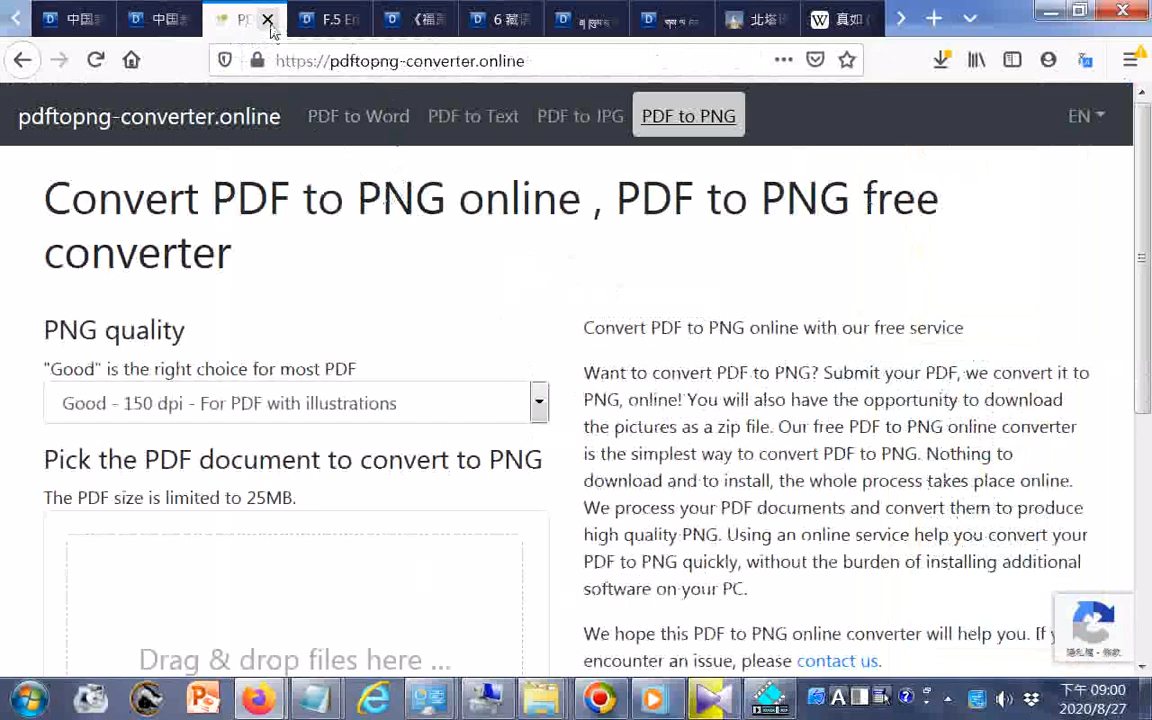 中国
中国
F.5
《福
6 藏
北塔
真如
https://pdftopng-converter.online
pdftopng-converter.online PDF to Word PDF to Text PDF to JPG PDF to PNG EN
Convert PDF to PNG online , PDF to PNG free
converter
PNG quality
"Good" is the right choice for most PDF
Good - 150 dpi - For PDF with illustrations
Pick the PDF document to convert to PNG
The PDF size is limited to 25MB.
Drag & drop files here ...
Convert PDF to PNG online with our free service
Want to convert PDF to PNG? Submit your PDF, we convert it to
PNG, online! You will also have the opportunity to download
the pictures as a zip file. Our free PDF to PNG online converter
is the simplest way to convert PDF to PNG. Nothing to
download and to install, the whole process takes place online.
We process your PDF documents and convert them to produce
high quality PNG. Using an online service help you convert your
PDF to PNG quickly, without the burden of installing additional
software on your PC.
We hope this PDF to PNG online converter will help you. If
encounter an issue, please contact us.
下午 09:00
2020/8/27